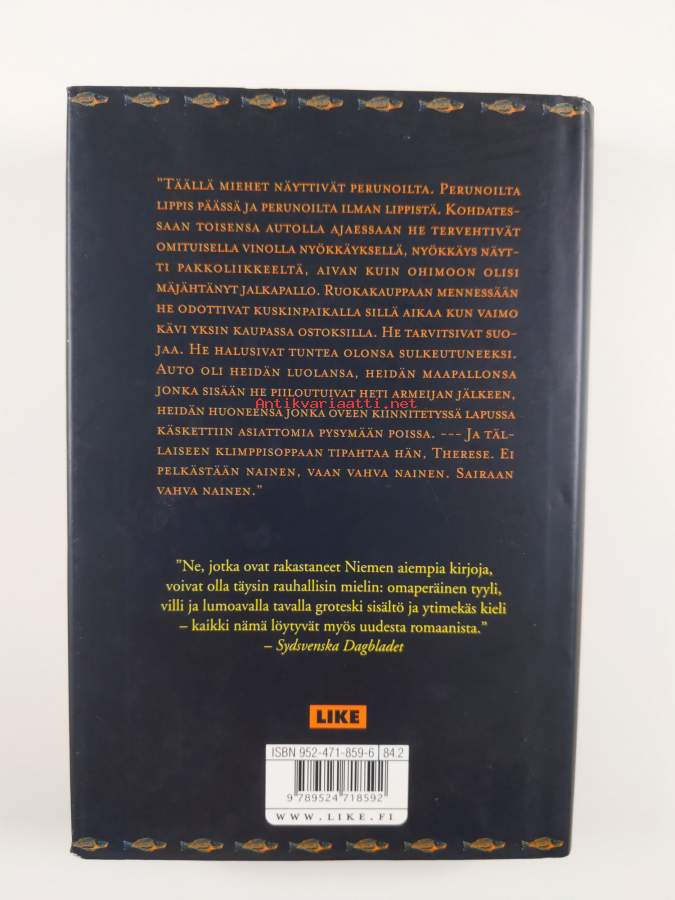 "Täällä miehet näyttivät perunoilta. Perunoilta
lippis päässä ja perunoilta ilman lippistä. Kohdates-
saan toisensa autolla ajaessaan he tervehtivät
omituisella vinolla nyökkäyksellä, nyökkäys näyt-
ti pakkoliikkeeltä, aivan kuin ohimoon olisi
mäjähtänyt jalkapallo. Ruokakauppaan mennessään
he odottivat kuskinpaikalla sillä aikaa kun vaimo
kävi yksin kaupassa ostoksilla. He tarvitsivat suo-
jaa. He halusivat tuntea olonsa sulkeutuneeksi.
Auto oli heidän luolansa, heidän maapallonsa
jonka sisään he piiloutuivat heti armeijan jälkeen,
Antikvariaatti.net
heidän huoneensa jonka oveen kiinnitetyssä lapussa
käskettiin asiattomia pysymään poissa. --- Ja täl-
laiseen klimppisoppaan tipahtaa hän, Therese. Ei
pelkästään nainen, vaan vahva nainen. Sairaan
vahva nainen."
"Ne, jotka ovat rakastaneet Niemen aiempia kirjoja,
voivat olla täysin rauhallisin mielin: omaperäinen tyyli,
villi ja lumoavalla tavalla groteski sisältö ja ytimekäs kieli
– kaikki nämä löytyvät myös uudesta romaanista."
– Sydsvenska Dagbladet
LIKE
ISBN 952-471-859-6 84.2
9 789524 718592
WWW.LIKE.FI